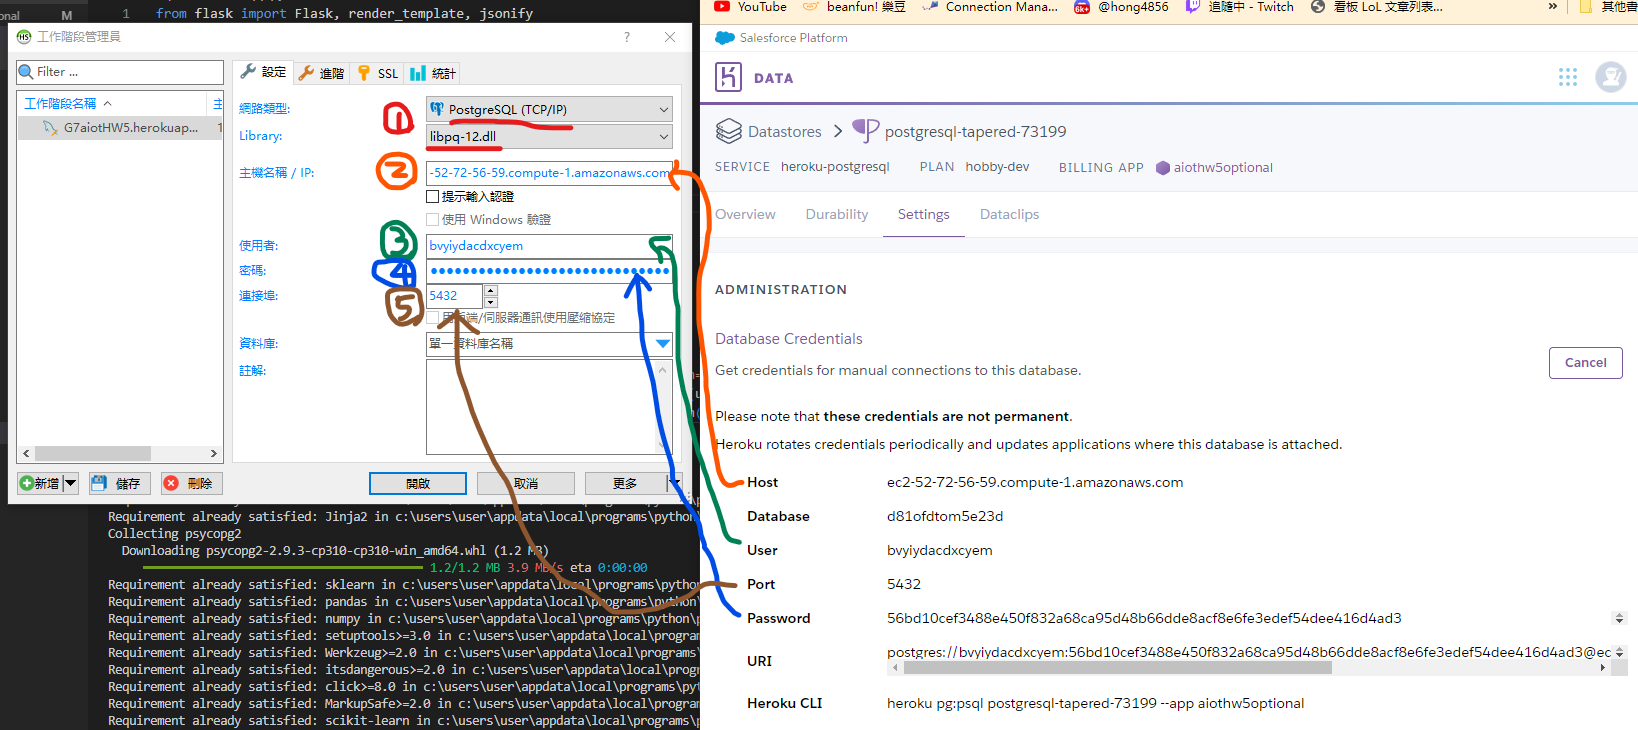 onal M
1 from flask import Flask, render_template, jsonify
工作階段管理員
?
Filter ...
工作階段名稱 主
G7aiotHW5.herokuap... 1
設定 進階 SSL 統計
網路類型: ① PostgreSQL (TCP/IP)
Library: libpq-12.dll
主機名稱 / IP: ② -52-72-56-59.compute-1.amazonaws.com
提示輸入認證
使用 Windows 驗證
使用者: ③ bvyiydacdxcyem
密碼: ④ ●●●●●●●●●●●●●●●●●●●●●●●●●●●●●●
連接埠: ⑤ 5432
/伺服器通訊使用壓縮協定
資料庫: 單一資料庫名稱
註解:
新增 儲存 刪除 開啟 取消 更多
Requirement already satisfied: Jinja2 in c:\users\user\appdata\local\programs\python
Collecting psycopg2
Downloading psycopg2-2.9.3-cp310-cp310-win_amd64.whl (1.2 MB)
1.2/1.2 MB 3.9 MB/s eta 0:00:00
Requirement already satisfied: sklearn in c:\users\user\appdata\local\programs\python
Requirement already satisfied: pandas in c:\users\user\appdata\local\programs\python\
Requirement already satisfied: numpy in c:\users\user\appdata\local\programs\python\p
Requirement already satisfied: setuptools>=3.0 in c:\users\user\appdata\local\program
Requirement already satisfied: Werkzeug>=2.0 in c:\users\user\appdata\local\programs\
Requirement already satisfied: itsdangerous>=2.0 in c:\users\user\appdata\local\progr
Requirement already satisfied: click>=8.0 in c:\users\user\appdata\local\programs\pyt
Requirement already satisfied: MarkupSafe>=2.0 in c:\users\user\appdata\local\program
Requirement already satisfied: scikit-learn in c:\users\user\appdata\local\programs\p
YouTube beanfun! 樂豆 Connection Mana... 6k+ @hong4856 追隨中 - Twitch 看板 LoL 文章列表... » 其他書
Salesforce Platform
DATA
Datastores > postgresql-tapered-73199
SERVICE heroku-postgresql PLAN hobby-dev BILLING APP aiothw5optional
Overview Durability Settings Dataclips
ADMINISTRATION
Database Credentials
Get credentials for manual connections to this database.
Cancel
Please note that these credentials are not permanent.
Heroku rotates credentials periodically and updates applications where this database is attached.
Host ec2-52-72-56-59.compute-1.amazonaws.com
Database d81ofdtom5e23d
User bvyiydacdxcyem
Port 5432
Password 56bd10cef3488e450f832a68ca95d48b66dde8acf8e6fe3edef54dee416d4ad3
URI postgres://bvyiydacdxcyem:56bd10cef3488e450f832a68ca95d48b66dde8acf8e6fe3edef54dee416d4ad3@ec
Heroku CLI heroku pg:psql postgresql-tapered-73199 --app aiothw5optional